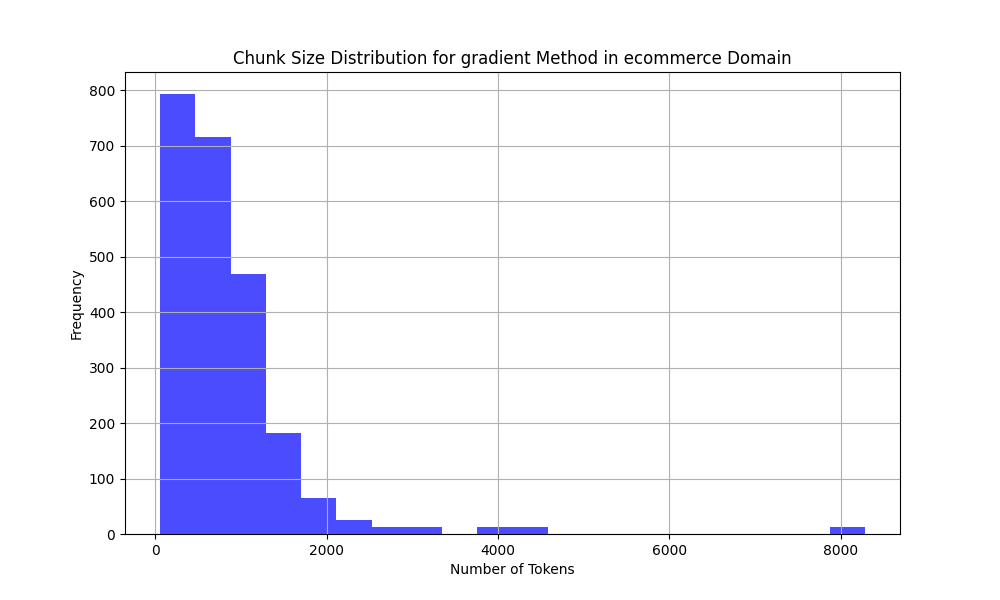 Chunk Size Distribution for gradient Method in ecommerce Domain
800
700
600
500
400
300
200
100
0
Frequency
0 2000 4000 6000 8000
Number of Tokens